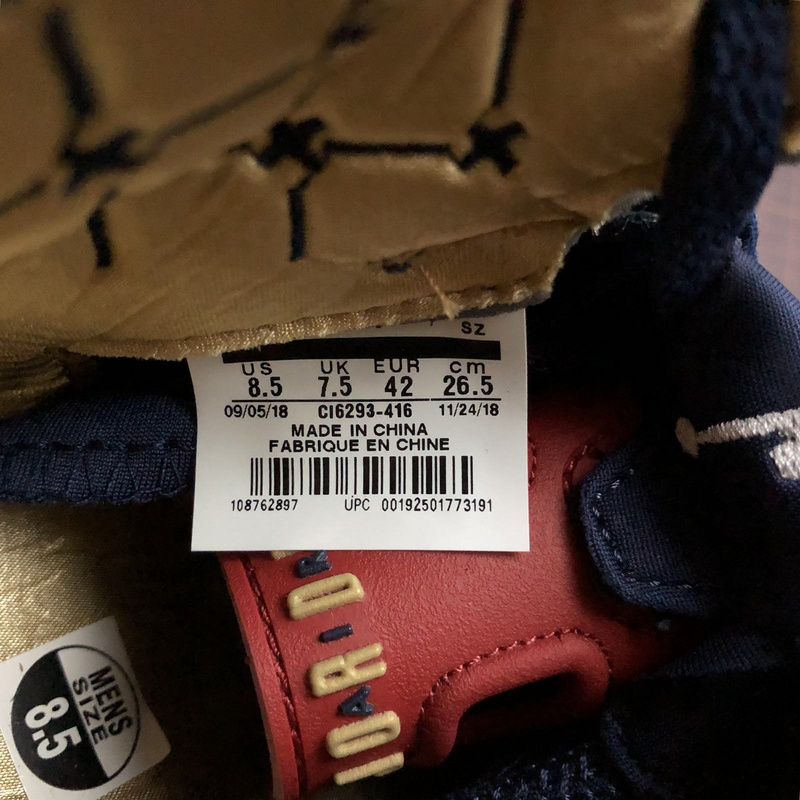 SZ
US UK EUR cm
8.5 7.5 42 26.5
09/05/18 CI6293-416 11/24/18
MADE IN CHINA
FABRIQUE EN CHINE
108762897 UPC 00192501773191
MENS
SIZE
8.5